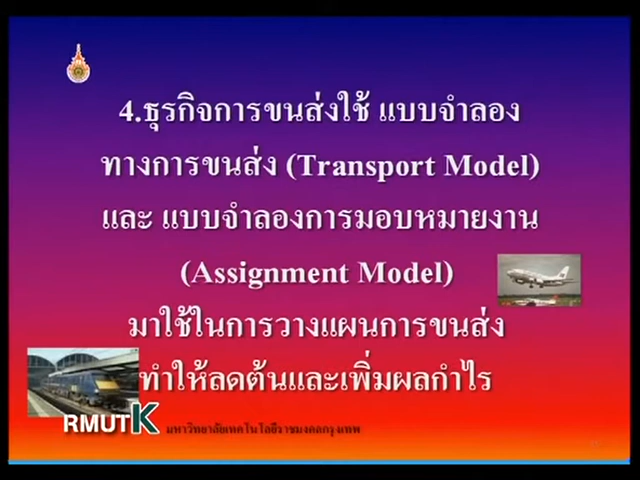 4.ธุรกิจการขนส่งใช้ แบบจำลอง
ทางการขนส่ง (Transport Model)
และ แบบจำลองการมอบหมายงาน
(Assignment Model)
มาใช้ในการวางแผนการขนส่ง
ทำให้ลดต้นและเพิ่มผลกำไร
RMUTK มหาวิทยาลัยเทคโนโลยีราชมงคลกรุงเทพ